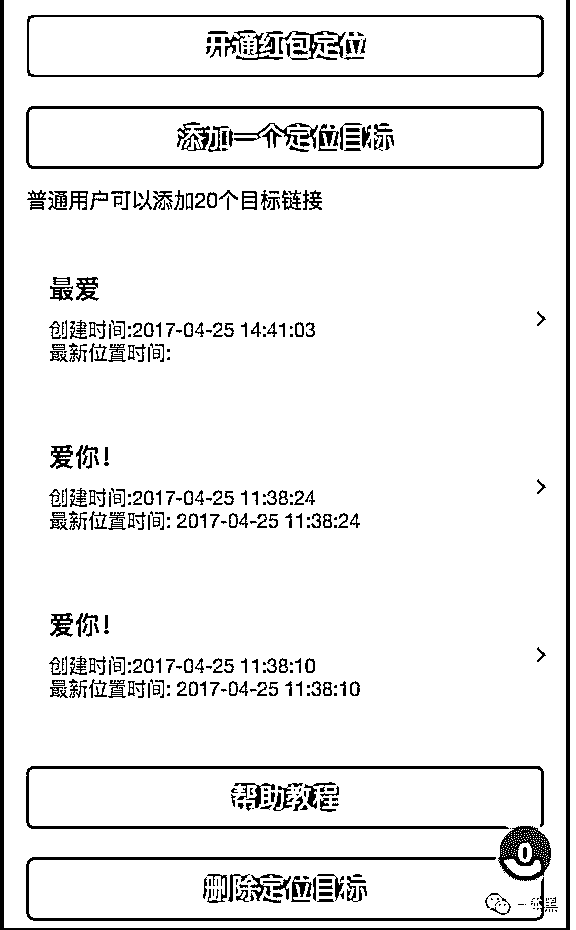 开通红包定位
添加一个定位目标
普通用户可以添加20个目标链接
最爱
创建时间:2017-04-25 14:41:03
最新位置时间:
爱你!
创建时间:2017-04-25 11:38:24
最新位置时间: 2017-04-25 11:38:24
爱你!
创建时间:2017-04-25 11:38:10
最新位置时间: 2017-04-25 11:38:10
帮助教程
0
删除定位目标
一本黑